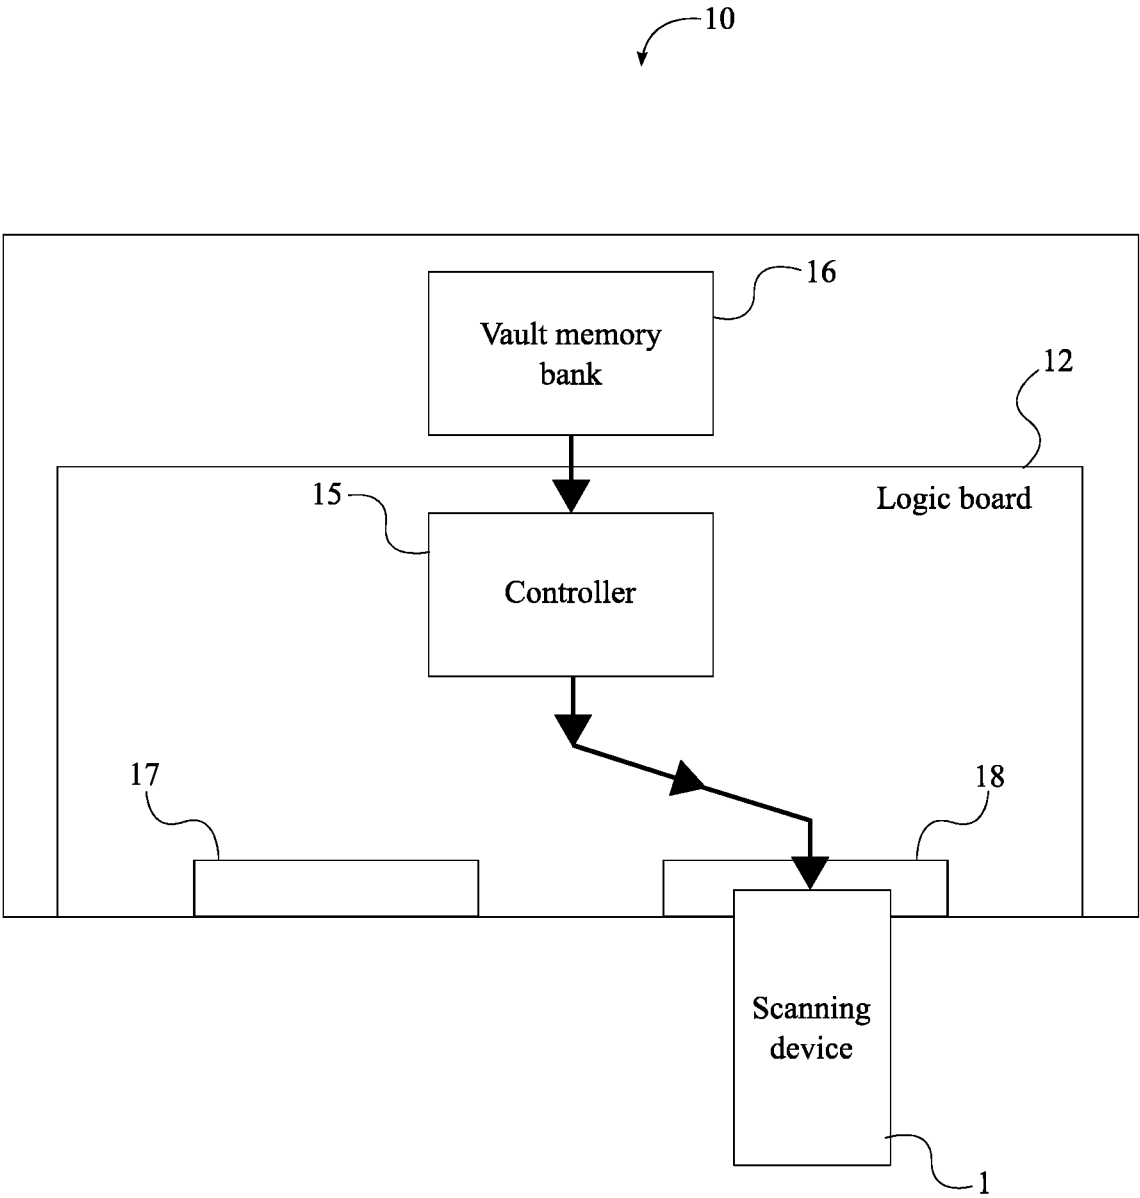 10
16
Vault memory
bank
12
Logic board
15
Controller
17
18
Scanning
device
1